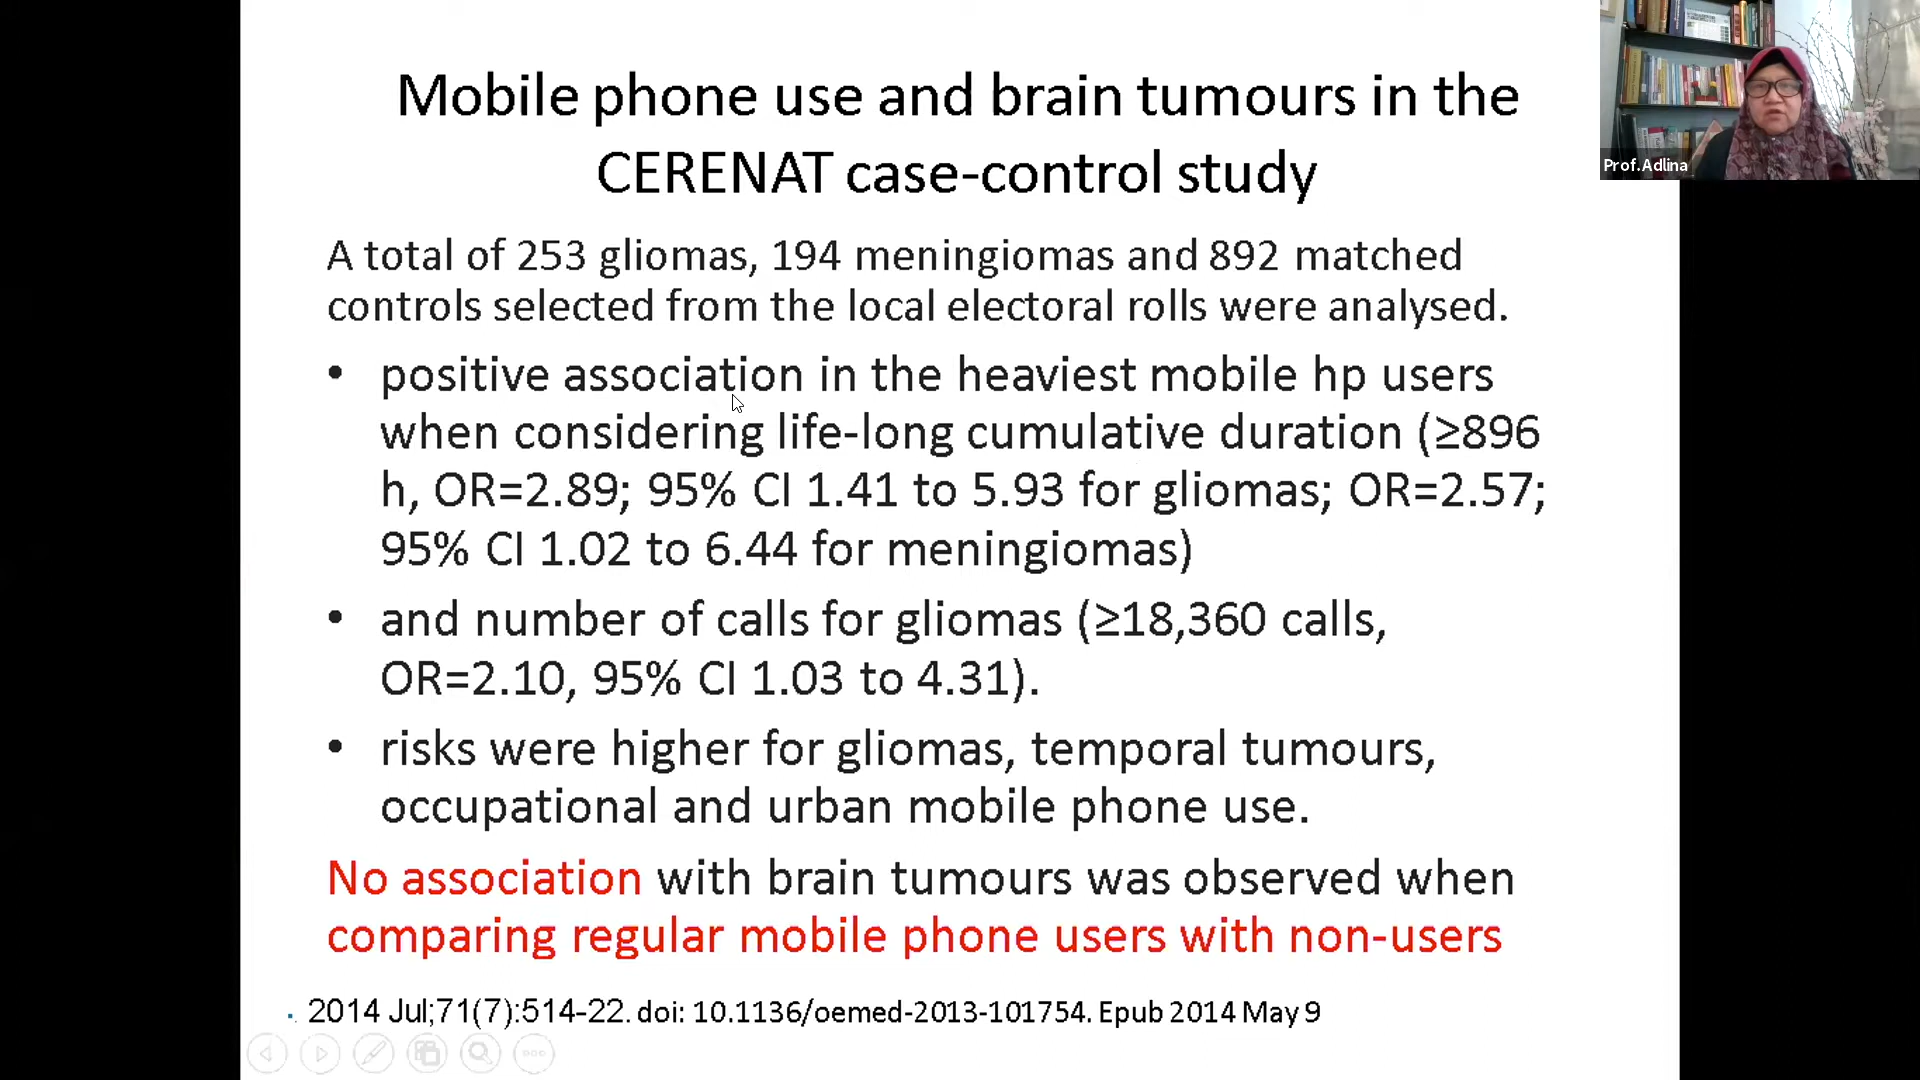 Mobile phone use and brain tumours in the
CERENAT case-control study
Prof.Adlina
A total of 253 gliomas, 194 meningiomas and 892 matched
controls selected from the local electoral rolls were analysed.
• positive association in the heaviest mobile hp users
when considering life-long cumulative duration (≥896
h, OR=2.89; 95% CI 1.41 to 5.93 for gliomas; OR=2.57;
95% CI 1.02 to 6.44 for meningiomas)
• and number of calls for gliomas (≥18,360 calls,
OR=2.10, 95% CI 1.03 to 4.31).
• risks were higher for gliomas, temporal tumours,
occupational and urban mobile phone use.
No association with brain tumours was observed when
comparing regular mobile phone users with non-users
. 2014 Jul;71(7):514-22. doi: 10.1136/oemed-2013-101754. Epub 2014 May 9